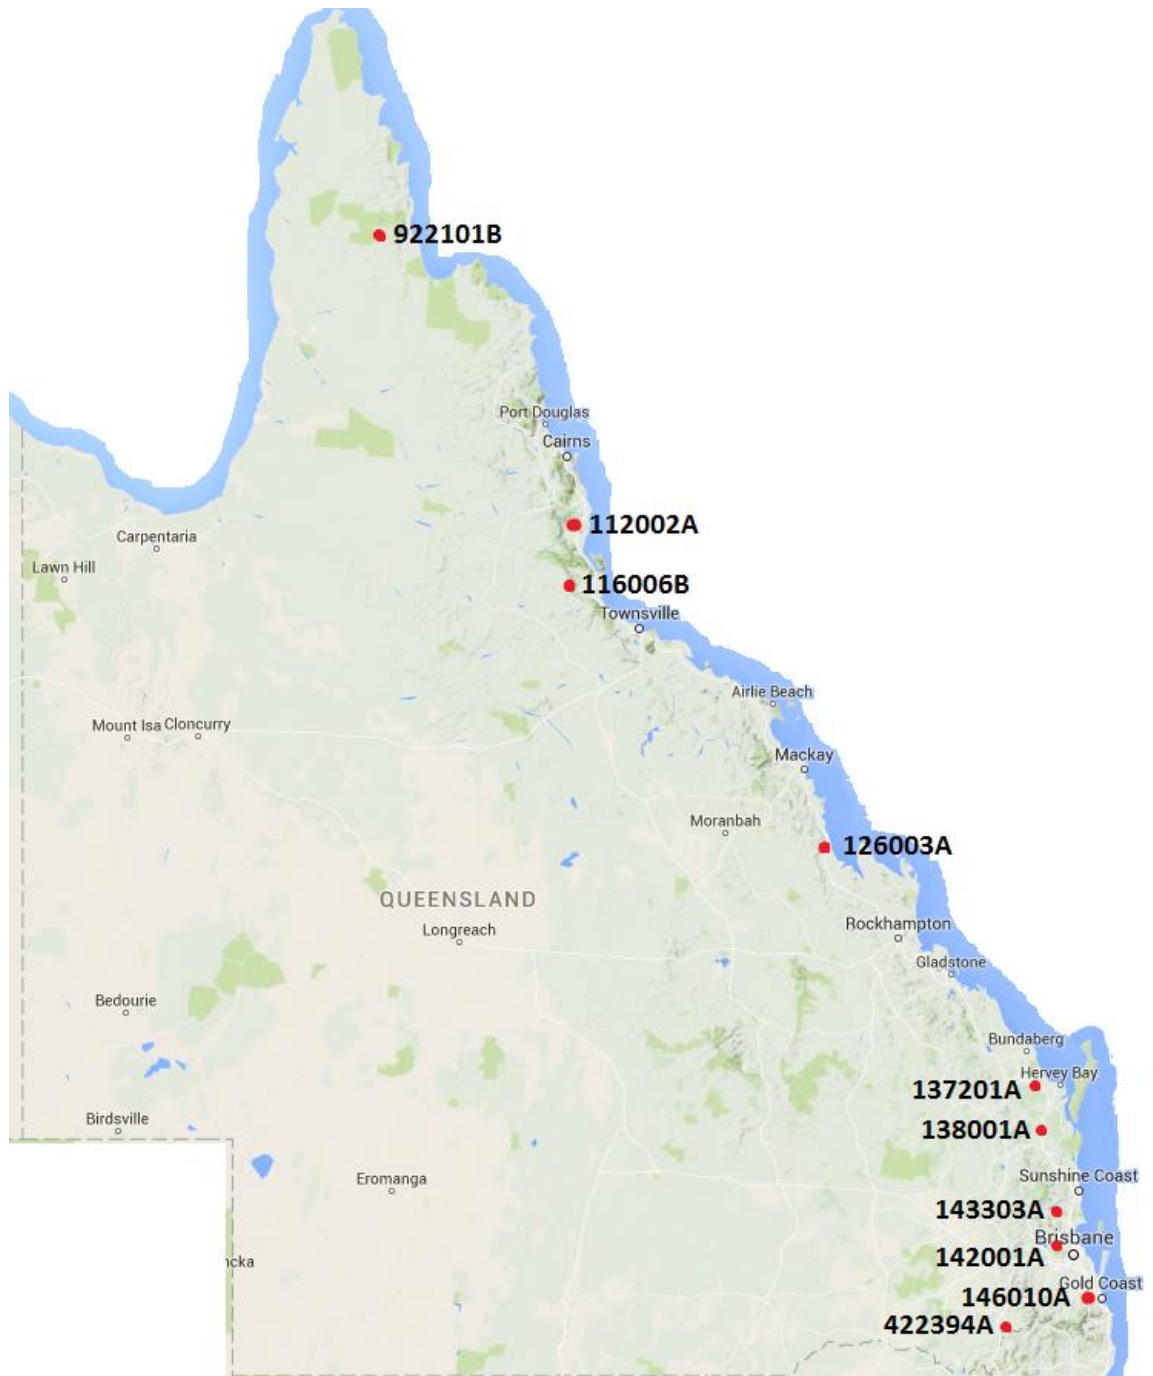 922101B
Port Douglas
Cairns
112002A
Carpentaria
Lawn Hill
116006B
Townsville
Airlie Beach
Mount Isa Cloncurry
Mackay
Moranbah
126003A
QUEENSLAND
Longreach
Rockhampton
Gladstone
Bedourie
Bundaberg
Hervey Bay
137201A
Birdsville
138001A
Eromanga
Sunshine Coast
143303A
Brisbane
142001A
ncka
Gold Coast
146010A
422394A